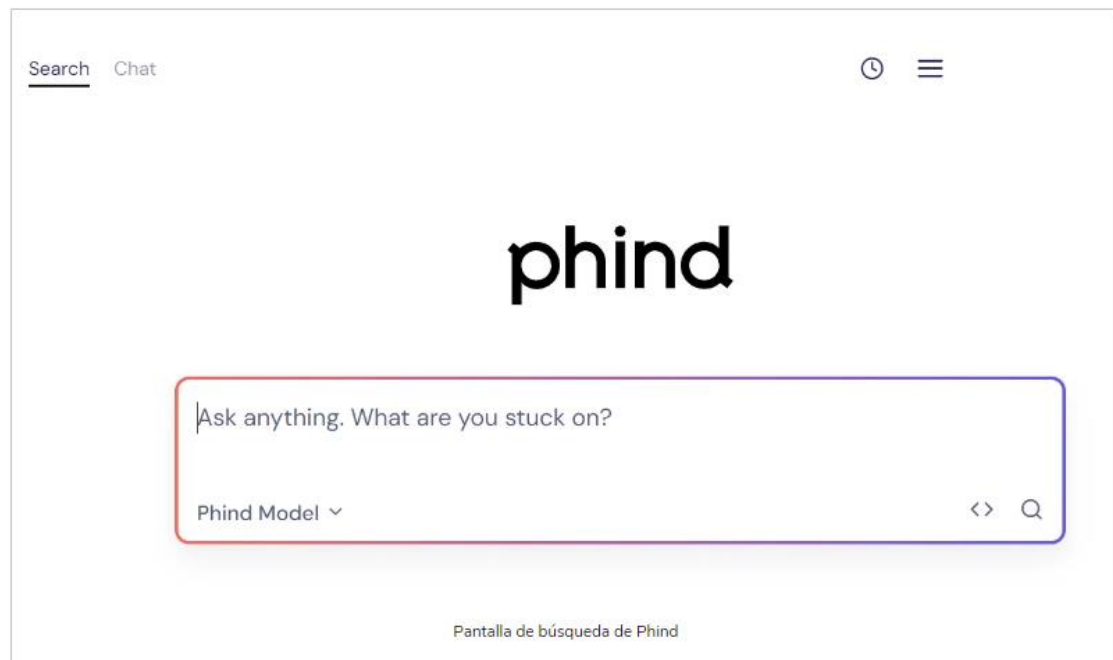 Search Chat
phind
Ask anything. What are you stuck on?
Phind Model
Pantalla de búsqueda de Phind